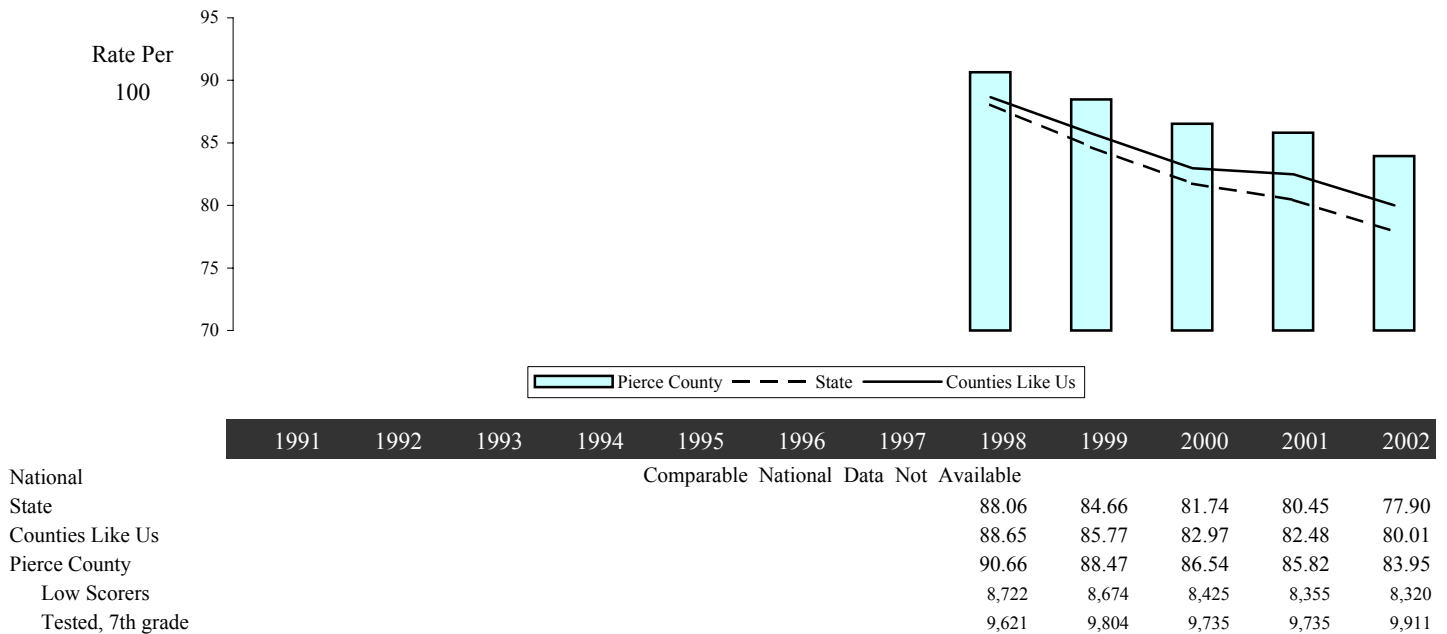 95
Rate Per
90
100
85
80
75
70
Pierce County State Counties Like Us
1991 1992 1993 1994 1995 1996 1997 1998 1999 2000 2001 2002
National Comparable National Data Not Available
State 88.06 84.66 81.74 80.45 77.90
Counties Like Us 88.65 85.77 82.97 82.48 80.01
Pierce County 90.66 88.47 86.54 85.82 83.95
Low Scorers 8,722 8,674 8,425 8,355 8,320
Tested, 7th grade 9,621 9,804 9,735 9,735 9,911